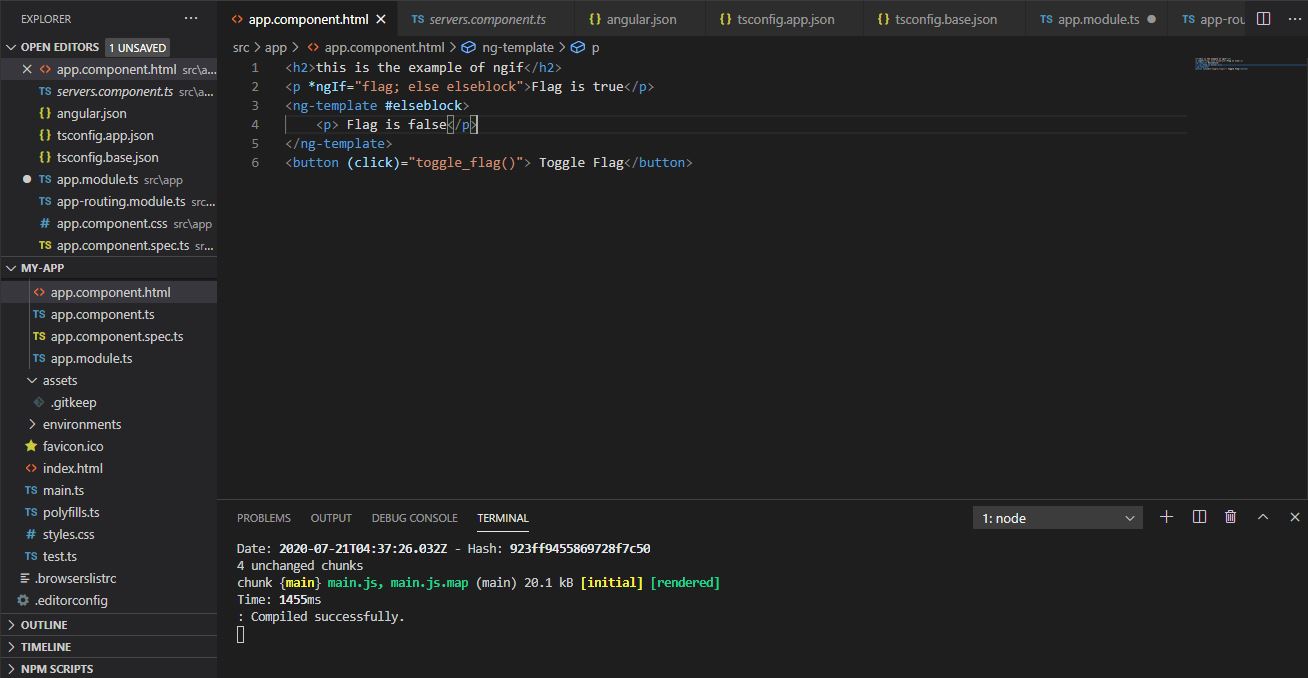 EXPLORER ...
OPEN EDITORS 1 UNSAVED
app.component.html src\a...
TS servers.component.ts src\a...
{} angular.json
{} tsconfig.app.json
{} tsconfig.base.json
TS app.module.ts src\app
TS app-routing.module.ts src...
# app.component.css src\app
TS app.component.spec.ts sr...
MY-APP
<> app.component.html
TS app.component.ts
TS app.component.spec.ts
TS app.module.ts
assets
.gitkeep
environments
favicon.ico
<> index.html
TS main.ts
TS polyfills.ts
# styles.css
TS test.ts
.browserslistrc
.editorconfig
OUTLINE
TIMELINE
NPM SCRIPTS
<> app.component.html TS servers.component.ts {} angular.json {} tsconfig.app.json {} tsconfig.base.json TS app.module.ts TS app-rou
src > app > <> app.component.html > ng-template > p
1 <h2>this is the example of ngif</h2>
2 <p *ngIf="flag; else elseblock">Flag is true</p>
3 <ng-template #elseblock>
4 <p> Flag is false</p>
5 </ng-template>
6 <button (click)="toggle_flag()"> Toggle Flag</button>
PROBLEMS OUTPUT DEBUG CONSOLE TERMINAL 1: node
Date: 2020-07-21T04:37:26.032Z - Hash: 923ff9455869728f7c50
4 unchanged chunks
chunk {main} main.js, main.js.map (main) 20.1 kB [initial] [rendered]
Time: 1455ms
: Compiled successfully.